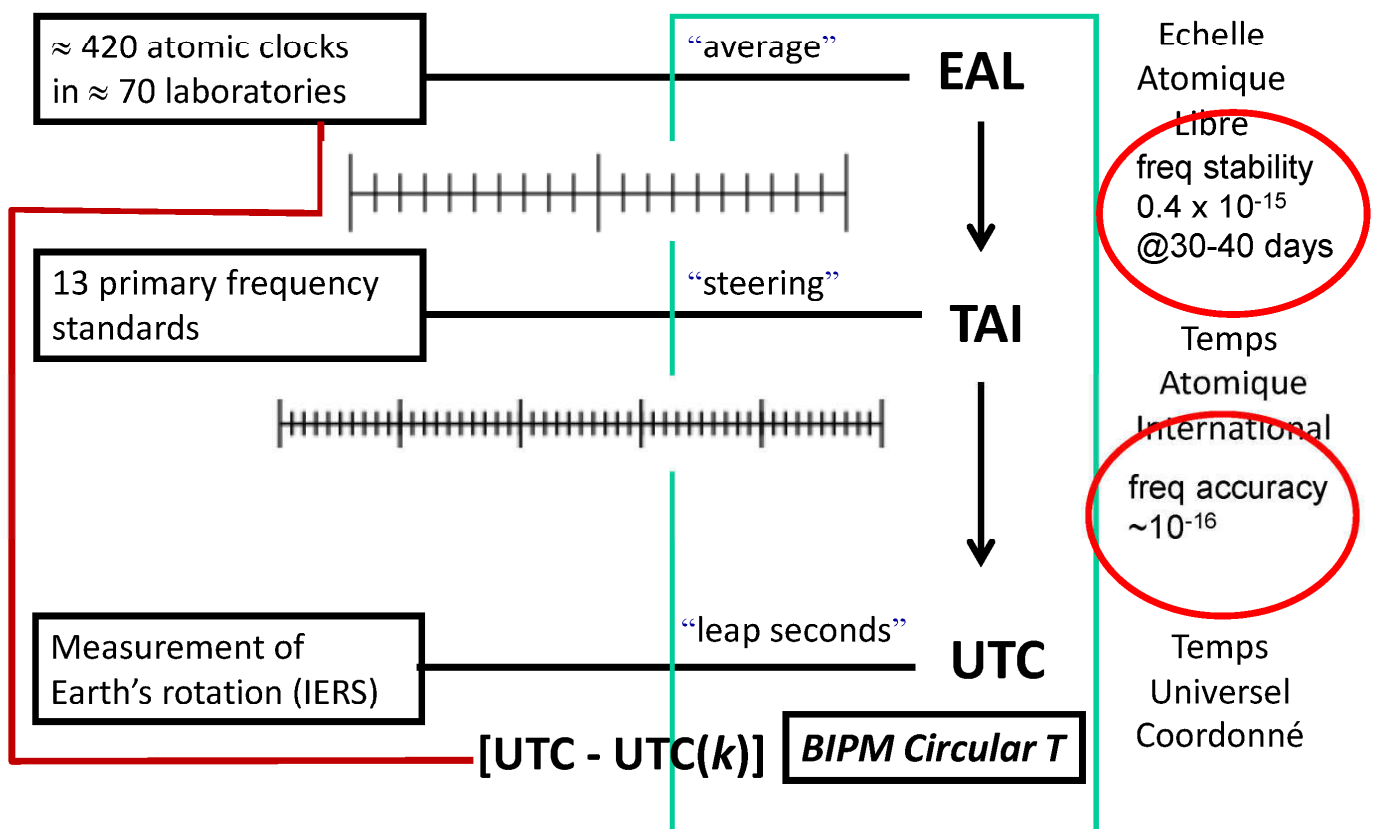 ≈ 420 atomic clocks
in ≈ 70 laboratories
“average”
EAL
Echelle
Atomique
Libre
freq stability
0.4 x 10⁻¹⁵
@30-40 days
13 primary frequency
standards
“steering”
TAI
Temps
Atomique
International
freq accuracy
~10⁻¹⁶
Measurement of
Earth’s rotation (IERS)
“leap seconds”
UTC
Temps
Universel
Coordonné
[UTC - UTC(k)]
BIPM Circular T